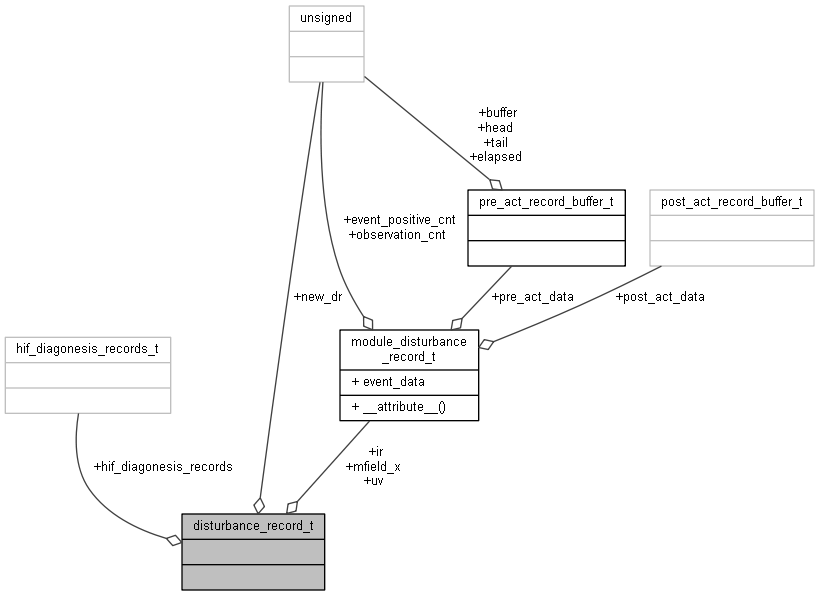 unsigned
+buffer
+head
+tail
+elapsed
pre_act_record_buffer_t
post_act_record_buffer_t
+event_positive_cnt
+observation_cnt
+new_dr
+pre_act_data
+post_act_data
hif_diagonesis_records_t
module_disturbance
_record_t
+ event_data
+ __attribute__()
+hif_diagonesis_records
+ir
+mfield_x
+uv
disturbance_record_t